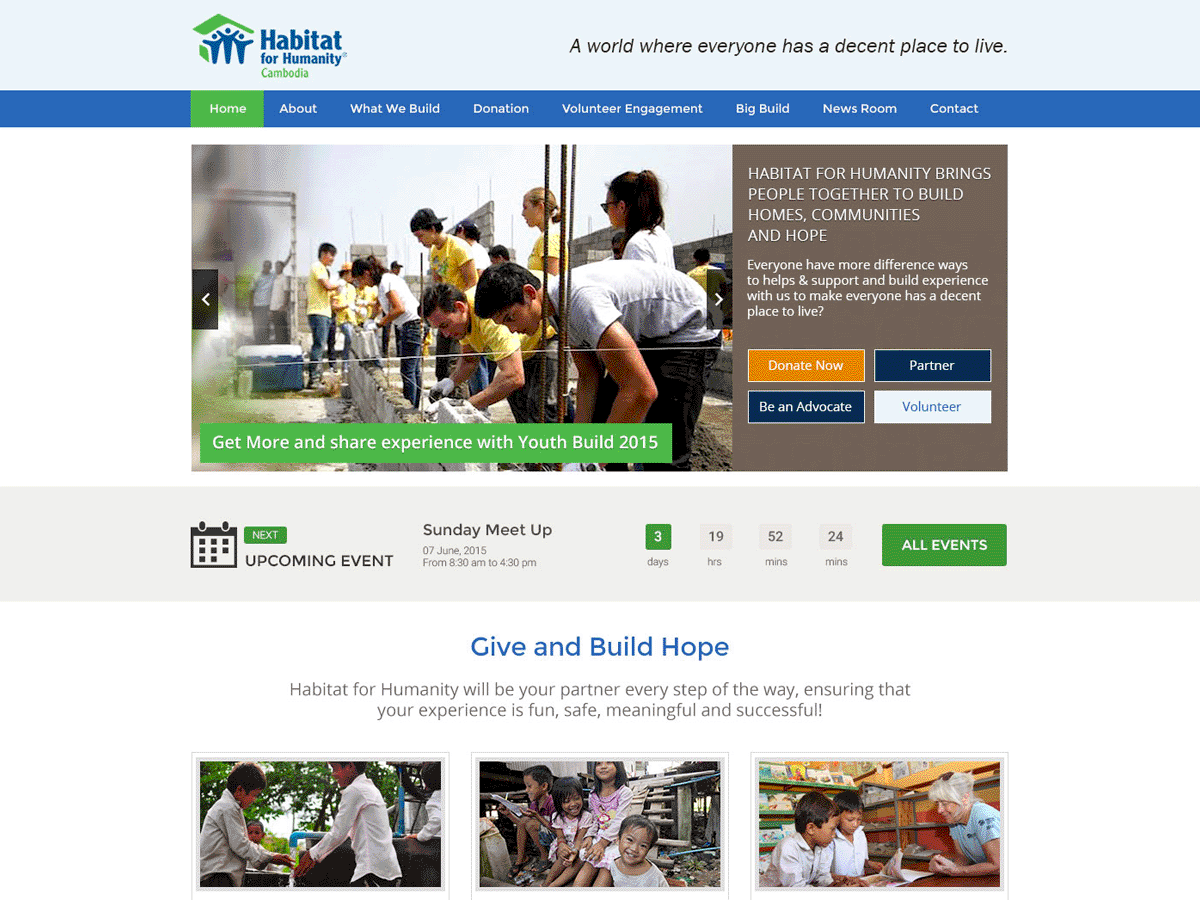 Habitat
for Humanity®
Cambodia
A world where everyone has a decent place to live.
Home About What We Build Donation Volunteer Engagement Big Build News Room Contact
HABITAT FOR HUMANITY BRINGS
PEOPLE TOGETHER TO BUILD
HOMES, COMMUNITIES
AND HOPE
Everyone have more difference ways
to helps & support and build experience
with us to make everyone has a decent
place to live?
Donate Now Partner
Be an Advocate Volunteer
Get More and share experience with Youth Build 2015
NEXT
UPCOMING EVENT
Sunday Meet Up
07 June, 2015
From 8:30 am to 4:30 pm
3 19 52 24
days hrs mins mins
ALL EVENTS
Give and Build Hope
Habitat for Humanity will be your partner every step of the way, ensuring that
your experience is fun, safe, meaningful and successful!